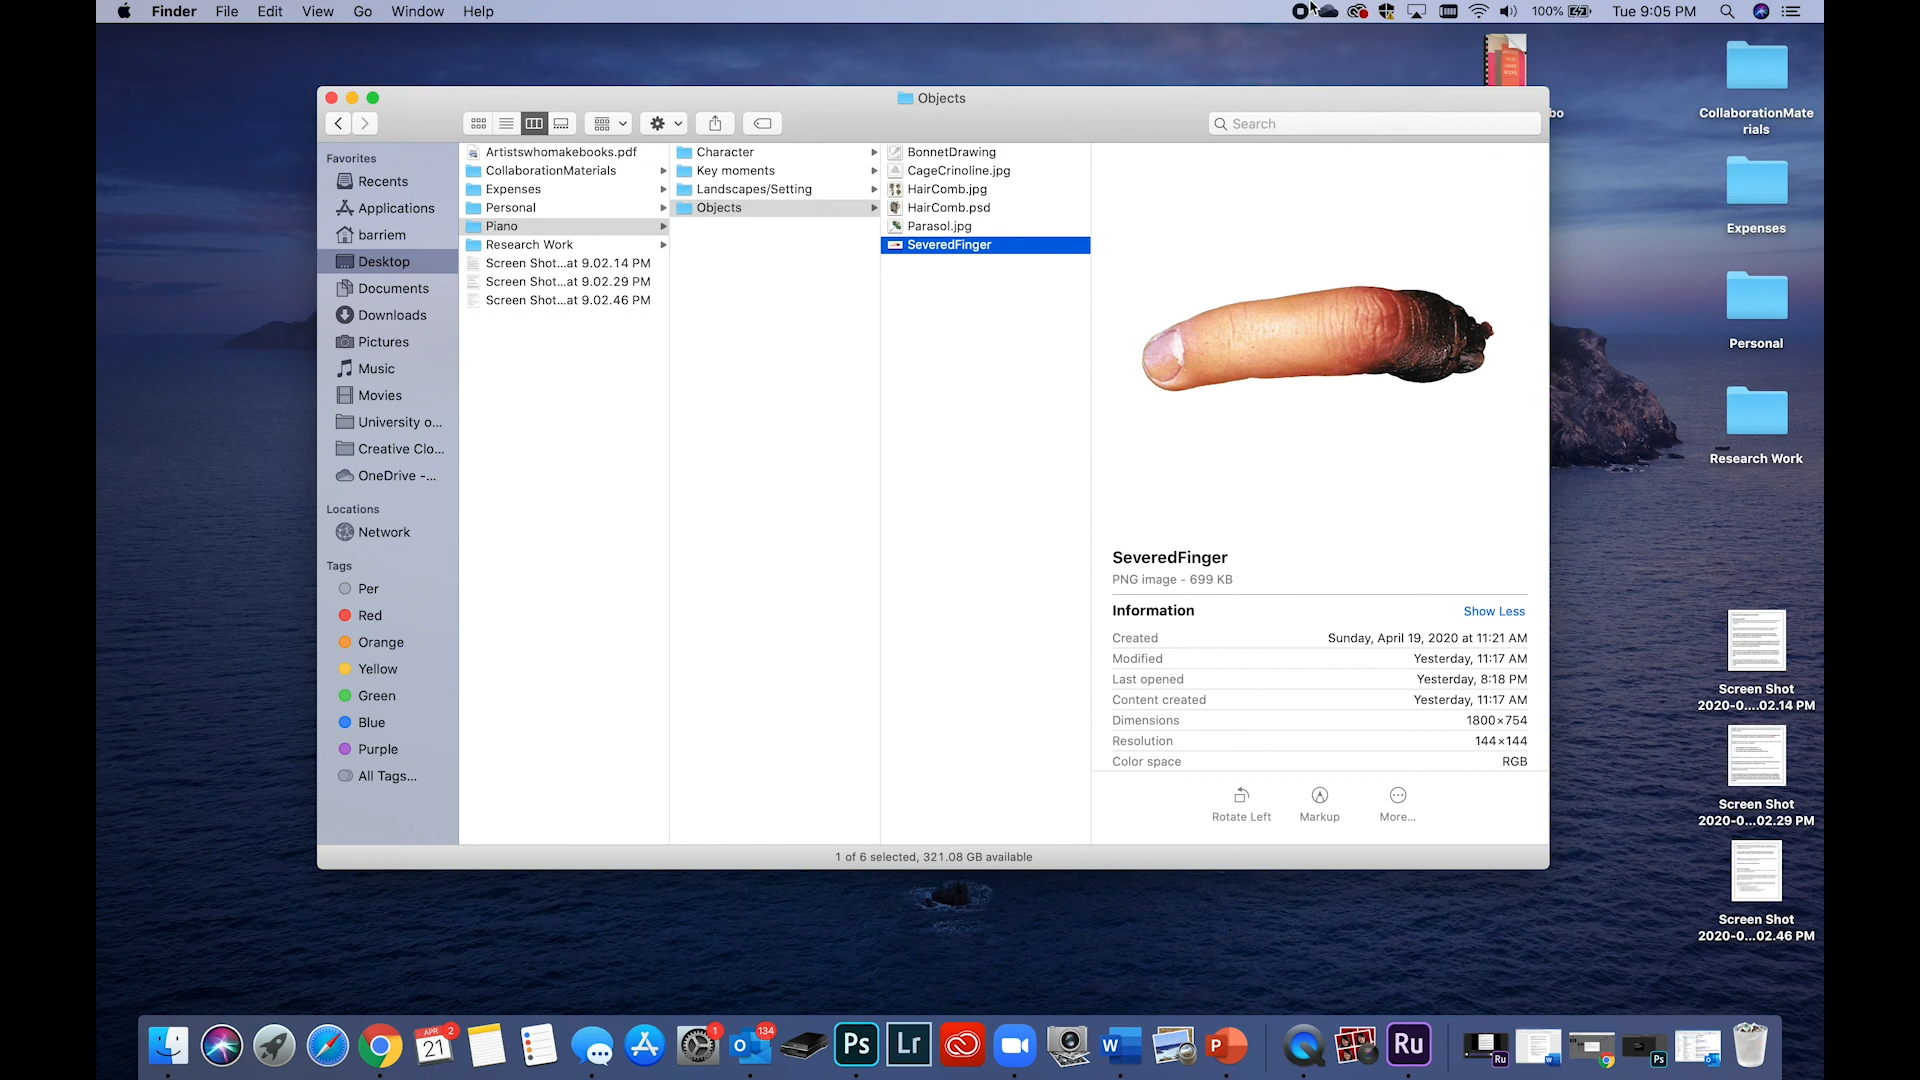 Finder File Edit View Go Window Help
100% Tue 9:05 PM
Objects
Search
Favorites
Recents
Applications
barriem
Desktop
Documents
Downloads
Pictures
Music
Movies
University o...
Creative Clo...
OneDrive -...
Locations
Network
Tags
Per
Red
Orange
Yellow
Green
Blue
Purple
All Tags...
Artistswhomakebooks.pdf
CollaborationMaterials
Expenses
Personal
Piano
Research Work
Screen Shot...at 9.02.14 PM
Screen Shot...at 9.02.29 PM
Screen Shot...at 9.02.46 PM
Character
Key moments
Landscapes/Setting
Objects
BonnetDrawing
CageCrinoline.jpg
HairComb.jpg
HairComb.psd
Parasol.jpg
SeveredFinger
SeveredFinger
PNG image - 699 KB
Information Show Less
Created Sunday, April 19, 2020 at 11:21 AM
Modified Yesterday, 11:17 AM
Last opened Yesterday, 8:18 PM
Content created Yesterday, 11:17 AM
Dimensions 1800×754
Resolution 144×144
Color space RGB
Rotate Left Markup More...
1 of 6 selected, 321.08 GB available
bo
CollaborationMate
rials
Expenses
Personal
Research Work
Screen Shot
2020-0....02.14 PM
Screen Shot
2020-0...02.29 PM
Screen Shot
2020-0...02.46 PM
APR 2
21
1
134
Ps
Lr
W
P
Ru
Ru
Ps